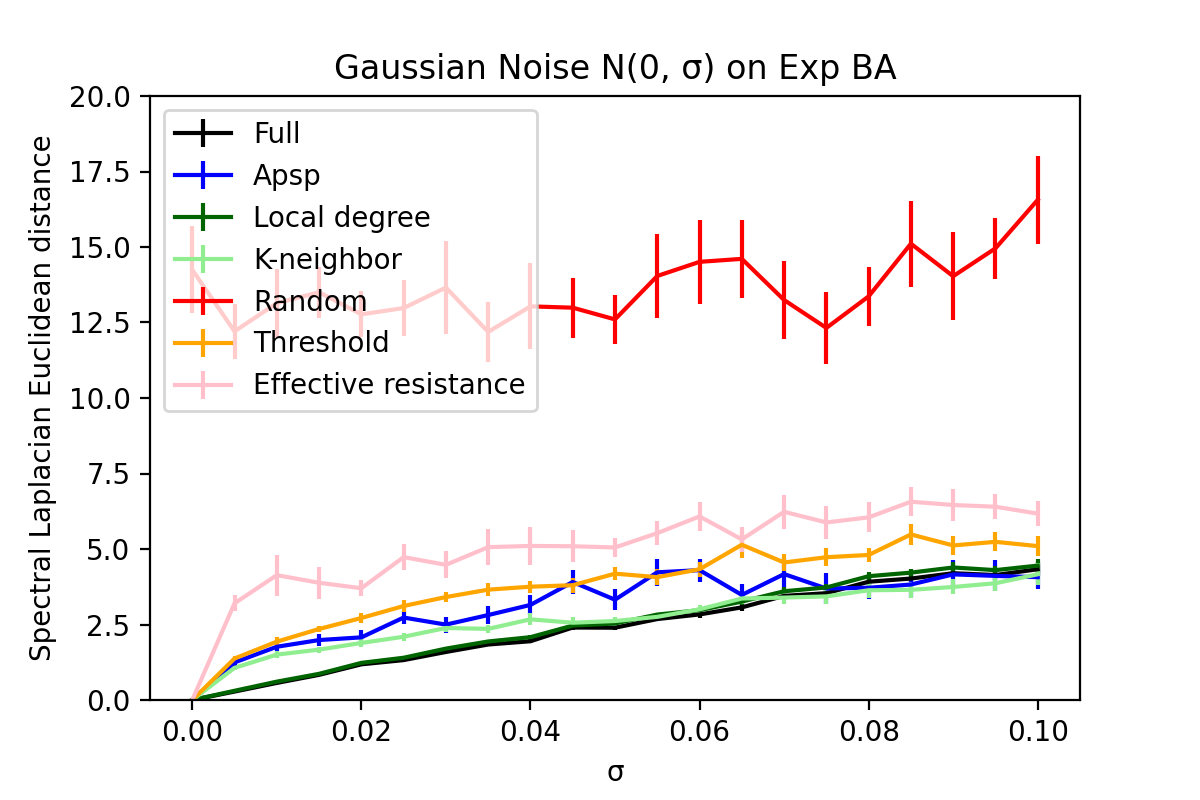 Gaussian Noise N(0, σ) on Exp BA
Spectral Laplacian Euclidean distance
20.0
17.5
15.0
12.5
10.0
7.5
5.0
2.5
0.0
Full
Apsp
Local degree
K-neighbor
Random
Threshold
Effective resistance
0.00 0.02 0.04 0.06 0.08 0.10
σ